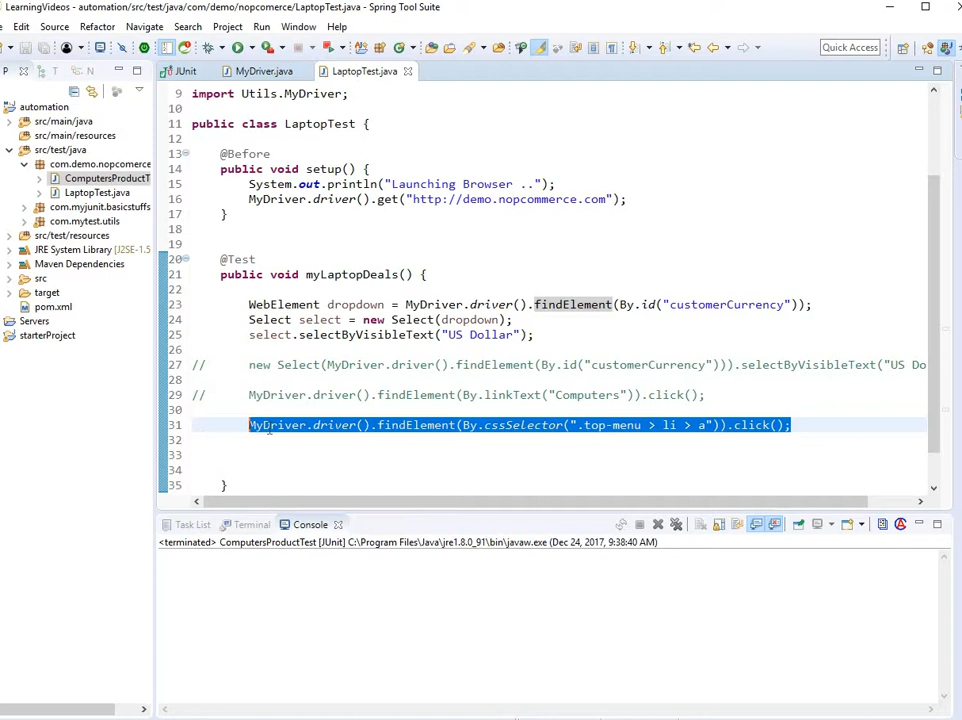 LearningVideos - automation/src/test/java/com/demo/nopcomerce/LaptopTest.java - Spring Tool Suite
Edit Source Refactor Navigate Search Project Run Window Help
Quick Access
P N
JUnit MyDriver.java LaptopTest.java
automation
src/main/java
src/main/resources
src/test/java
com.demo.nopcomerce
ComputersProductT
LaptopTest.java
com.myjunit.basicstuffs
com.mytest.utils
src/test/resources
JRE System Library [J2SE-1.5
Maven Dependencies
src
target
pom.xml
Servers
starterProject
9 import Utils.MyDriver;
10
11 public class LaptopTest {
12
13 @Before
14 public void setup() {
15 System.out.println("Launching Browser ..");
16 MyDriver.driver().get("http://demo.nopcommerce.com");
17 }
18
19
20 @Test
21 public void myLaptopDeals() {
22
23 WebElement dropdown = MyDriver.driver().findElement(By.id("customerCurrency"));
24 Select select = new Select(dropdown);
25 select.selectByVisibleText("US Dollar");
26
27 // new Select(MyDriver.driver().findElement(By.id("customerCurrency"))).selectByVisibleText("US Do
28
29 // MyDriver.driver().findElement(By.linkText("Computers")).click();
30
31 MyDriver.driver().findElement(By.cssSelector(".top-menu > li > a")).click();
32
33
34
35 }
Task List Terminal Console
<terminated> ComputersProductTest [JUnit] C:\Program Files\Java\jre1.8.0_91\bin\javaw.exe (Dec 24, 2017, 9:38:40 AM)